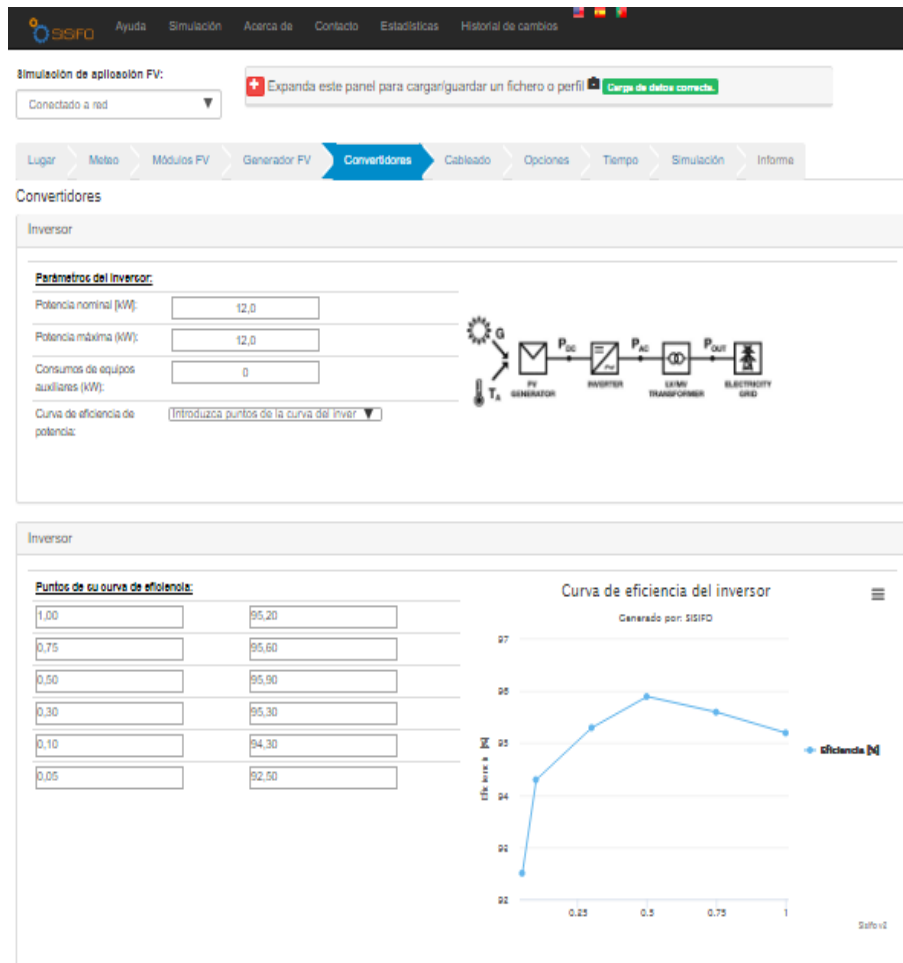 SISIFO Ayuda Simulación Acerca de Contacto Estadísticas Historial de cambios
Simulación de aplicación FV:
Conectado a red
Expanda este panel para cargar/guardar un fichero o perfil Carga de datos correcta.
Lugar Meteo Módulos FV Generador FV Convertidores Cableado Opciones Tiempo Simulación Informe
Convertidores
Inversor
Parámetros del Inversor:
Potencia nominal [kW]: 12,0
Potencia máxima (kW): 12,0
Consumos de equipos
auxiliares (kW): 0
Curva de eficiencia de
potencia: Introduzca puntos de la curva del inver
G
TA
PV
GENERATOR
PDC
INVERTER
PAC
LV/MV
TRANSFORMER
POUT
ELECTRICITY
GRID
Inversor
Puntos de su curva de eficiencia:
1,00 95,20
0,75 95,60
0,50 95,90
0,30 95,30
0,10 94,30
0,05 92,50
Curva de eficiencia del inversor
Generado por: SISIFO
97
96
95
94
93
92
Eficiencia [%]
0.25 0.5 0.75 1
Eficiencia [%]
Sisifo v2